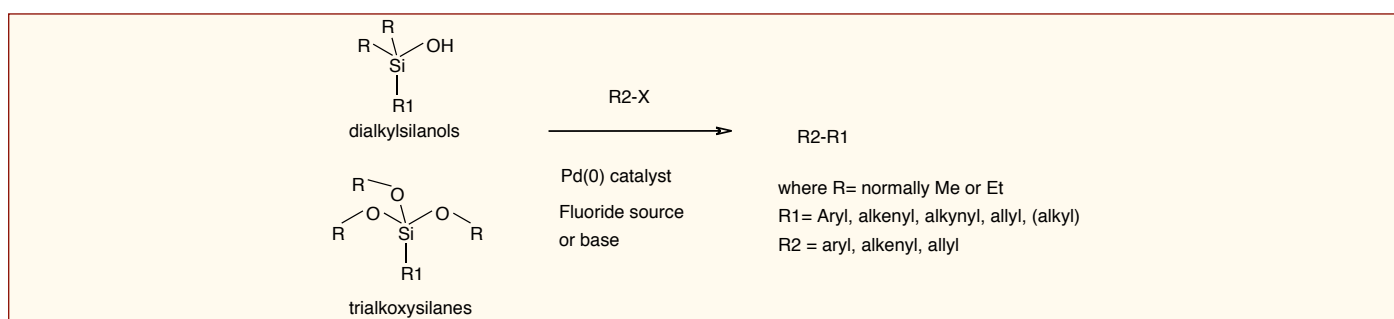 R
R
OH
Si
R1
dialkylsilanols
R
O
O
O
R
Si
R
R1
trialkoxysilanes
R2-X
Pd(0) catalyst
Fluoride source
or base
R2-R1
where R= normally Me or Et
R1= Aryl, alkenyl, alkynyl, allyl, (alkyl)
R2 = aryl, alkenyl, allyl